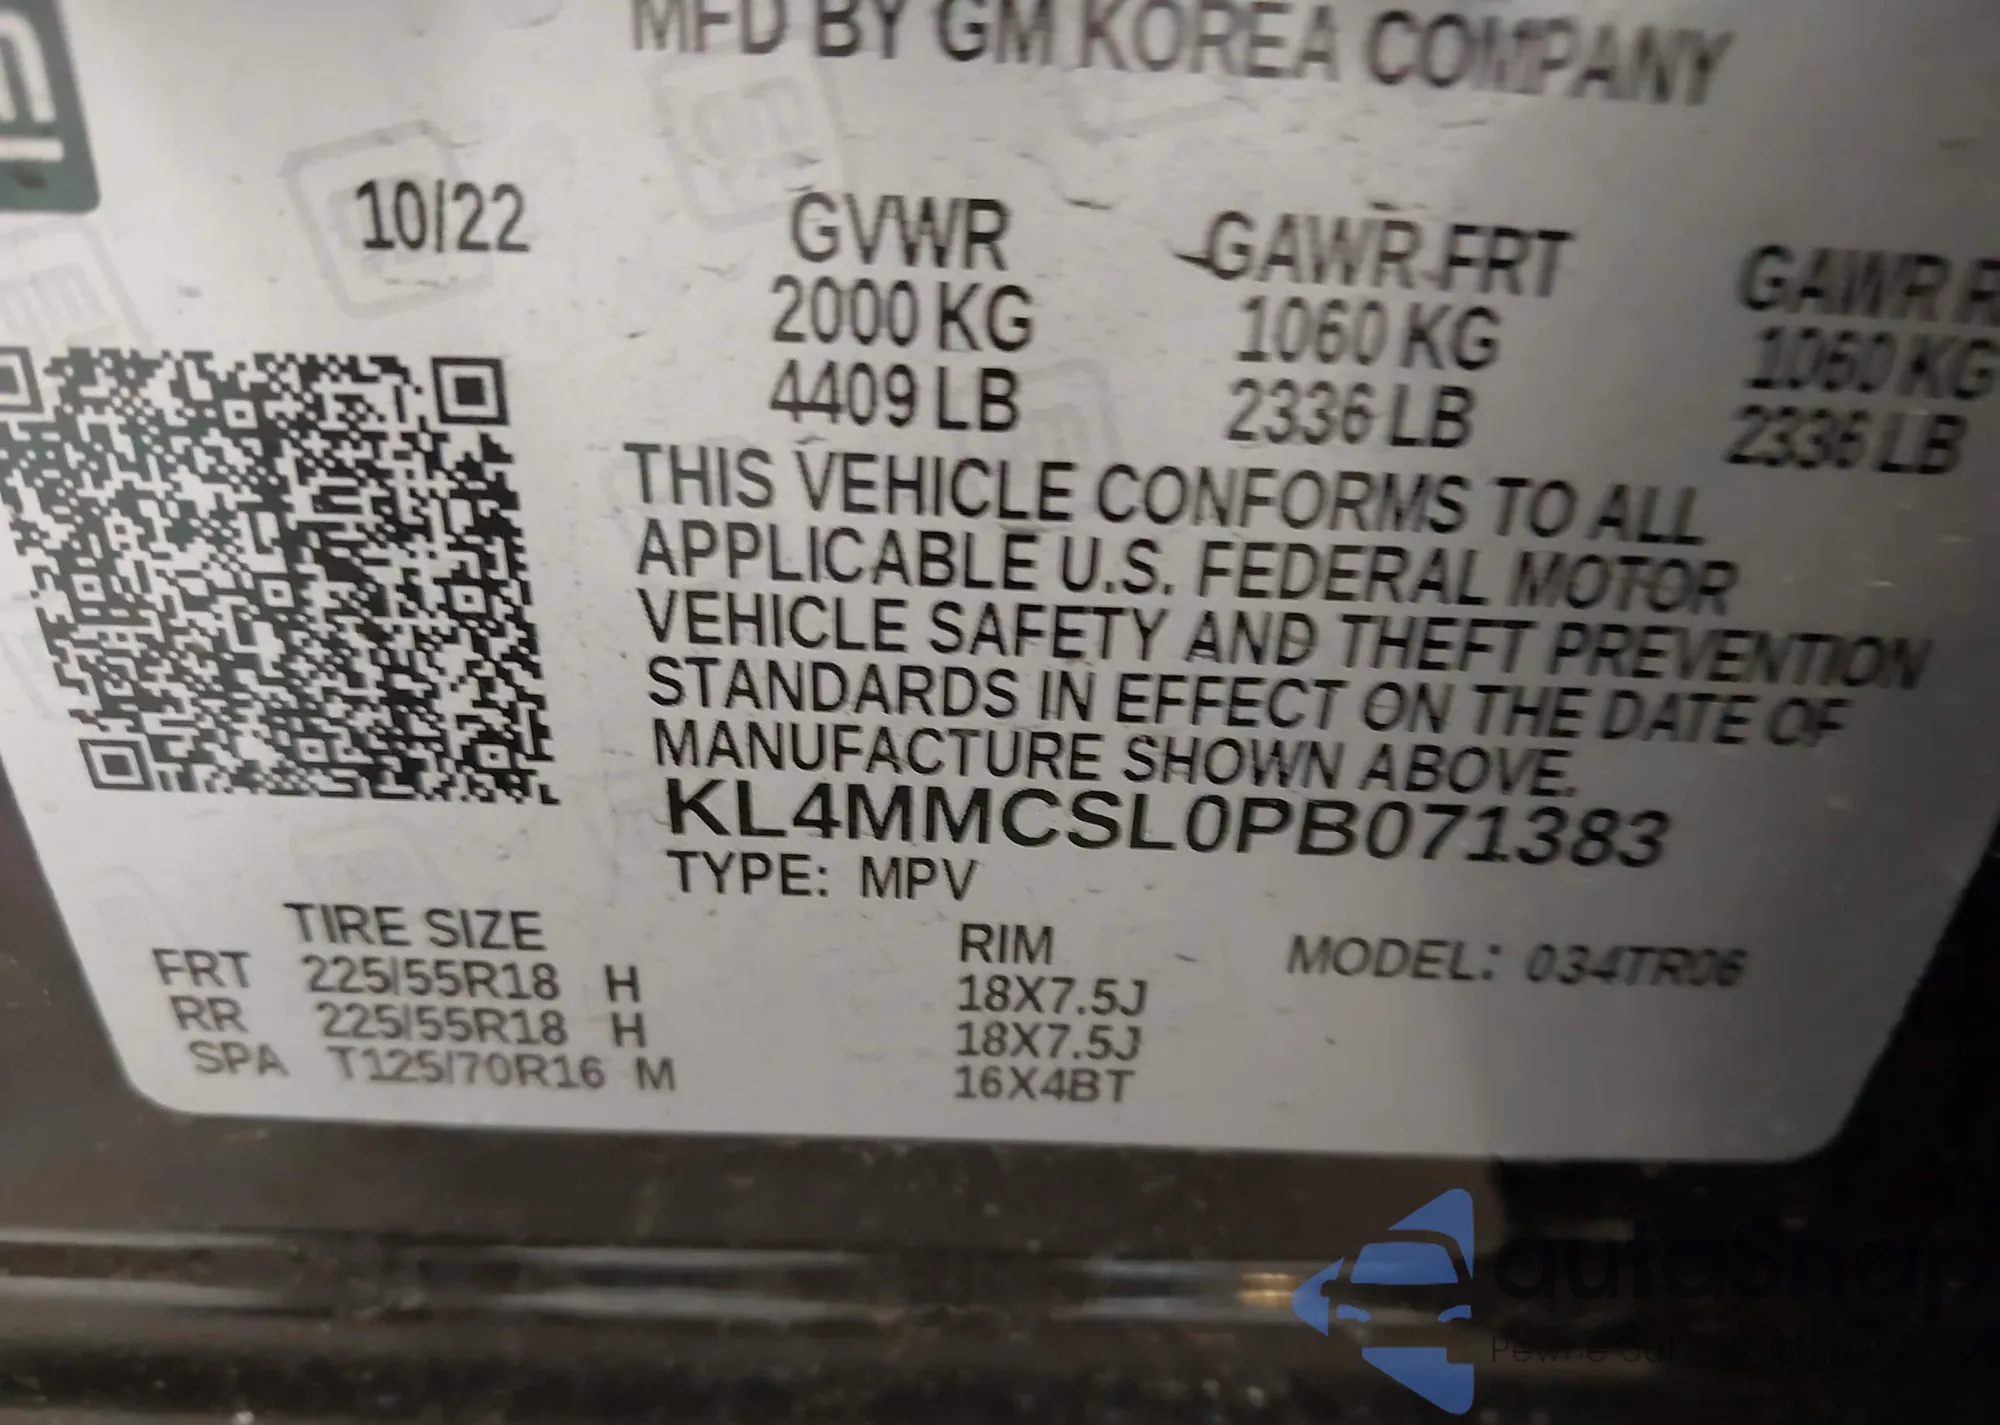 MFD BY GM KOREA COMPANY
10/22 GVWR GAWR FRT GAWR R
2000 KG 1060 KG 1060 KG
4409 LB 2336 LB 2336 LB
THIS VEHICLE CONFORMS TO ALL
APPLICABLE U.S. FEDERAL MOTOR
VEHICLE SAFETY AND THEFT PREVENTION
STANDARDS IN EFFECT ON THE DATE OF
MANUFACTURE SHOWN ABOVE.
KL4MMCSL0PB071383
TYPE: MPV
TIRE SIZE RIM MODEL: 034TR06
FRT 225/55R18 H 18X7.5J
RR 225/55R18 H 18X7.5J
SPA T125/70R16 M 16X4BT
autoshop
Pewne